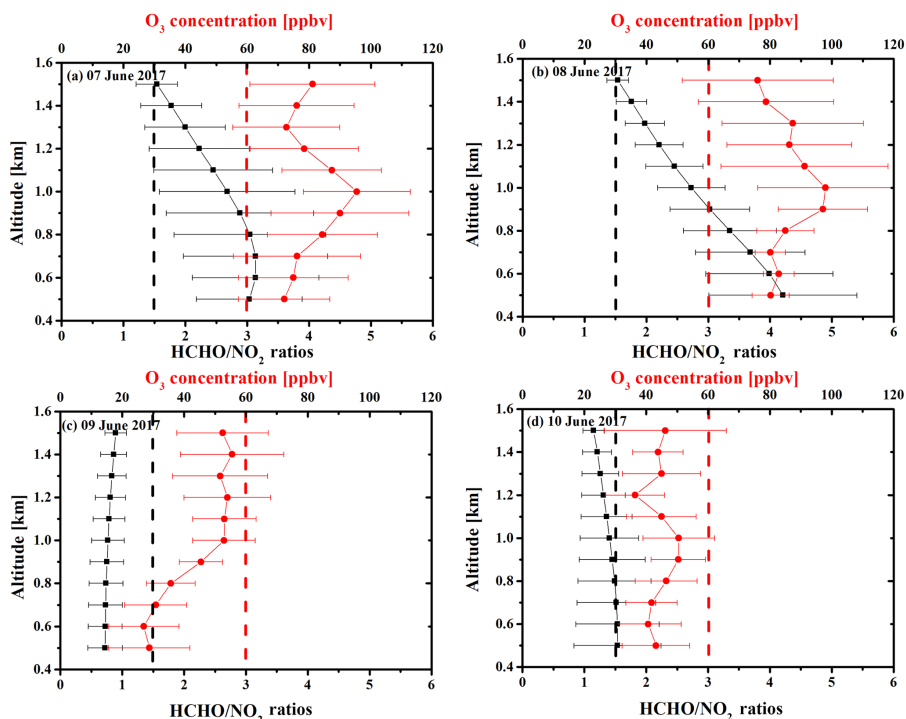 O3 concentration [ppbv]
0 20 40 60 80 100 120
(a) 07 June 2017
Altitude [km]
1.6
1.4
1.2
1.0
0.8
0.6
0.4
0 1 2 3 4 5 6
HCHO/NO2 ratios
O3 concentration [ppbv]
0 20 40 60 80 100 120
(b) 08 June 2017
Altitude [km]
1.6
1.4
1.2
1.0
0.8
0.6
0.4
0 1 2 3 4 5 6
HCHO/NO2 ratios
O3 concentration [ppbv]
0 20 40 60 80 100 120
(c) 09 June 2017
Altitude [km]
1.6
1.4
1.2
1.0
0.8
0.6
0.4
0 1 2 3 4 5 6
HCHO/NO2 ratios
O3 concentration [ppbv]
0 20 40 60 80 100 120
(d) 10 June 2017
Altitude [km]
1.6
1.4
1.2
1.0
0.8
0.6
0.4
0 1 2 3 4 5 6
HCHO/NO2 ratios